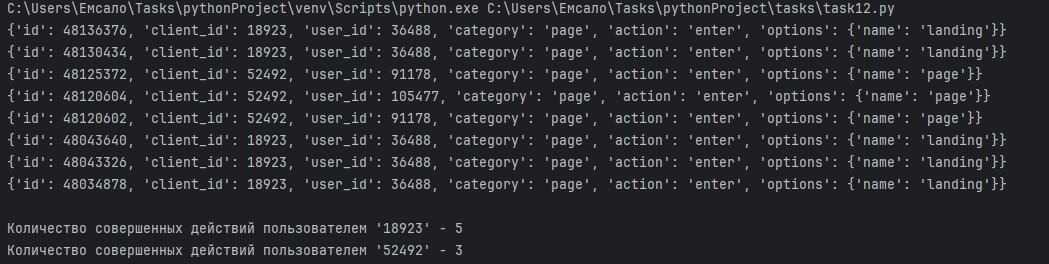 C:\Users\Емсало\Tasks\pythonProject\venv\Scripts\python.exe C:\Users\Емсало\Tasks\pythonProject\tasks\task12.py
{'id': 48136376, 'client_id': 18923, 'user_id': 36488, 'category': 'page', 'action': 'enter', 'options': {'name': 'landing'}}
{'id': 48130434, 'client_id': 18923, 'user_id': 36488, 'category': 'page', 'action': 'enter', 'options': {'name': 'landing'}}
{'id': 48125372, 'client_id': 52492, 'user_id': 91178, 'category': 'page', 'action': 'enter', 'options': {'name': 'page'}}
{'id': 48120604, 'client_id': 52492, 'user_id': 105477, 'category': 'page', 'action': 'enter', 'options': {'name': 'page'}}
{'id': 48120602, 'client_id': 52492, 'user_id': 91178, 'category': 'page', 'action': 'enter', 'options': {'name': 'page'}}
{'id': 48043640, 'client_id': 18923, 'user_id': 36488, 'category': 'page', 'action': 'enter', 'options': {'name': 'landing'}}
{'id': 48043326, 'client_id': 18923, 'user_id': 36488, 'category': 'page', 'action': 'enter', 'options': {'name': 'landing'}}
{'id': 48034878, 'client_id': 18923, 'user_id': 36488, 'category': 'page', 'action': 'enter', 'options': {'name': 'landing'}}
Количество совершенных действий пользователем '18923' - 5
Количество совершенных действий пользователем '52492' - 3